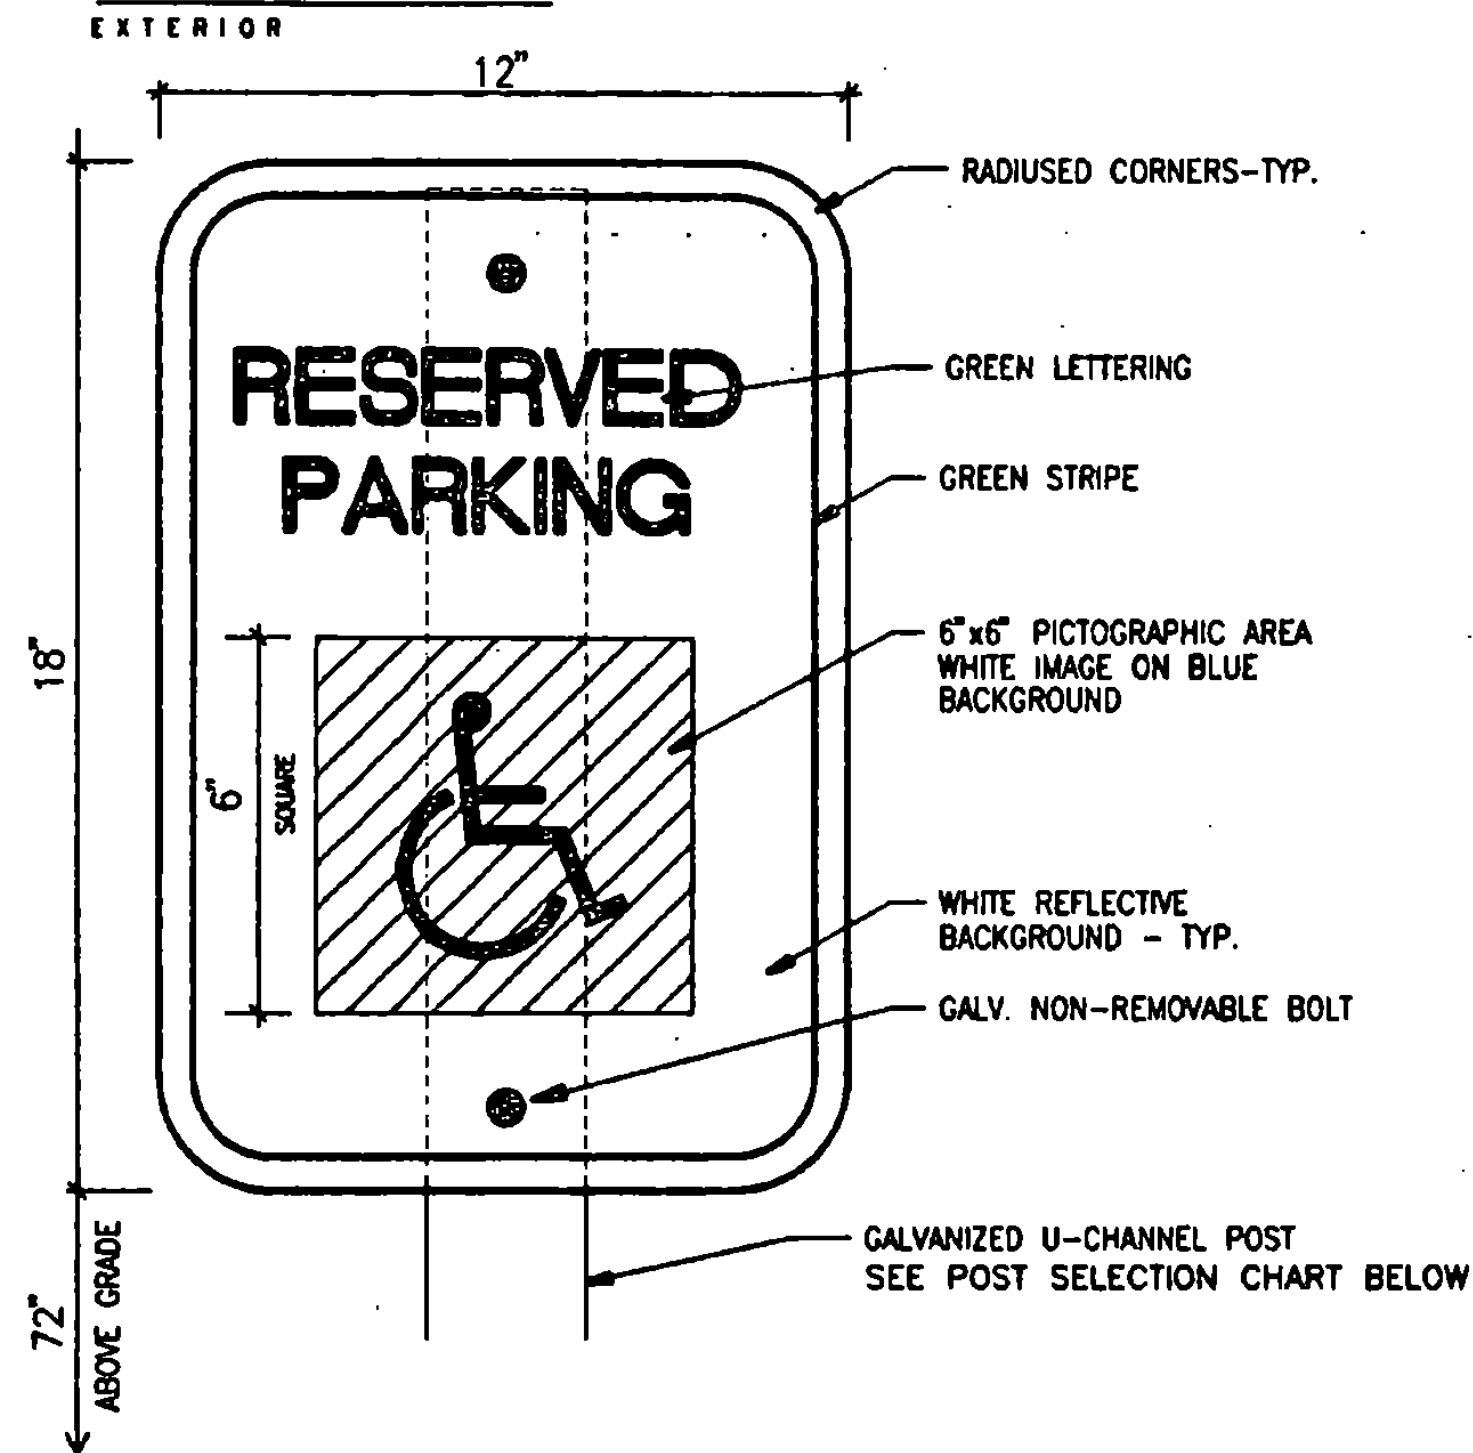 EXTERIOR
12"
RADIUSED CORNERS-TYP.
RESERVED
PARKING
GREEN LETTERING
GREEN STRIPE
18"
6"x6" PICTOGRAPHIC AREA
WHITE IMAGE ON BLUE
BACKGROUND
6"
SQUARE
WHITE REFLECTIVE
BACKGROUND - TYP.
GALV. NON-REMOVABLE BOLT
GALVANIZED U-CHANNEL POST
SEE POST SELECTION CHART BELOW
72"
ABOVE GRADE